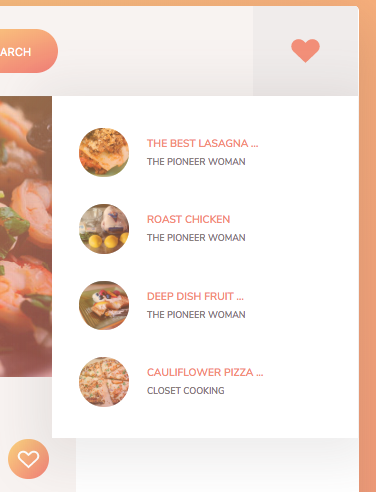 ARCH
THE BEST LASAGNA ...
THE PIONEER WOMAN
ROAST CHICKEN
THE PIONEER WOMAN
DEEP DISH FRUIT ...
THE PIONEER WOMAN
CAULIFLOWER PIZZA ...
CLOSET COOKING